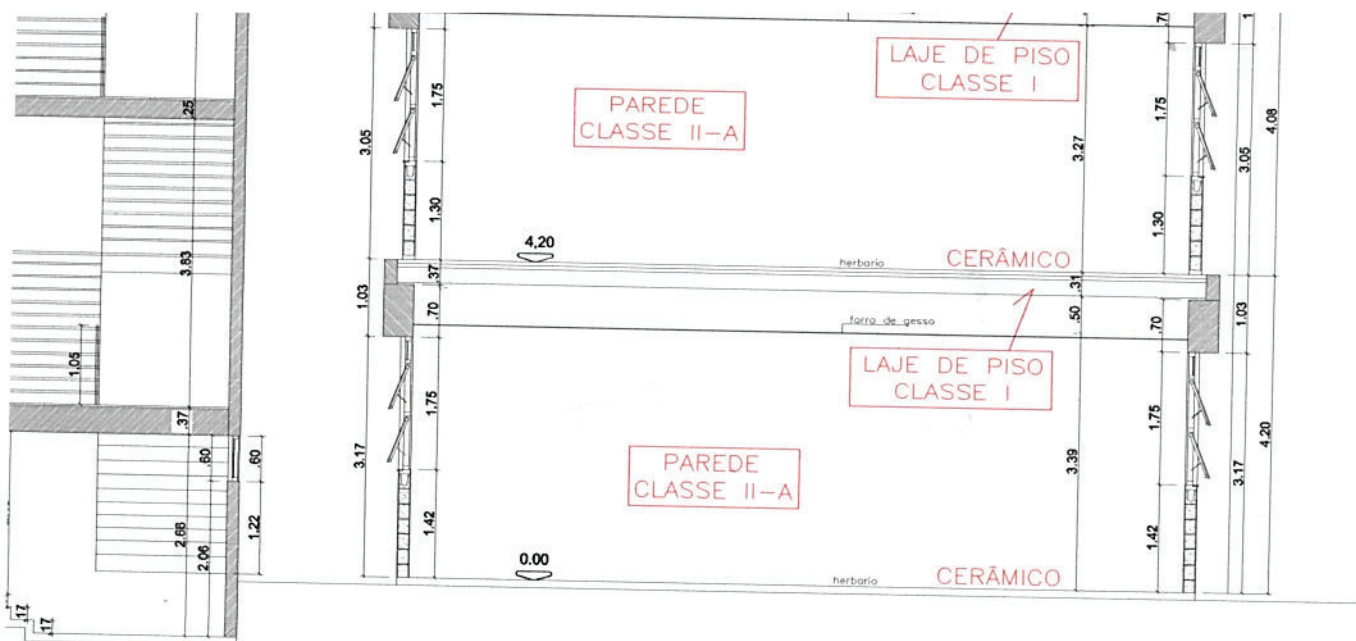 LAJE DE PISO
CLASSE I
PAREDE
CLASSE II-A
.25
3.83
1.05
.37
.60
.60
2.66
2.06
1.22
17
17
3.05
1.75
1.30
4,20
herbario
CERÂMICO
3.27
.70
1.75
1.30
3.05
4.08
1.03
.37
.70
.31
.50
forro de gesso
.70
1.03
LAJE DE PISO
CLASSE I
3.17
1.75
1.42
PAREDE
CLASSE II-A
3.39
1.75
1.42
3.17
4.20
0.00
herbario
CERÂMICO